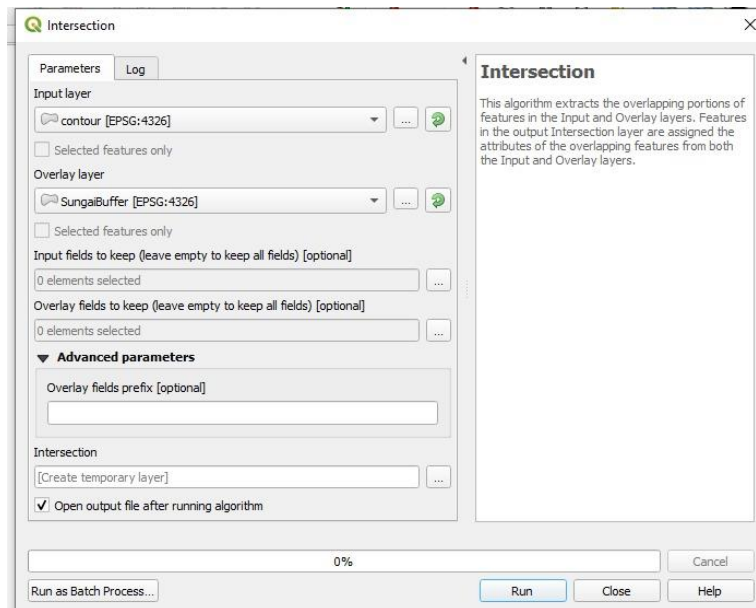 Intersection
Parameters
Log
Input layer
contour [EPSG:4326]
...
Selected features only
Overlay layer
SungaiBuffer [EPSG:4326]
...
Selected features only
Input fields to keep (leave empty to keep all fields) [optional]
0 elements selected
...
Overlay fields to keep (leave empty to keep all fields) [optional]
0 elements selected
...
Advanced parameters
Overlay fields prefix [optional]
Intersection
[Create temporary layer]
...
Open output file after running algorithm
Intersection
This algorithm extracts the overlapping portions of
features in the Input and Overlay layers. Features
in the output Intersection layer are assigned the
attributes of the overlapping features from both
the Input and Overlay layers.
0%
Cancel
Run as Batch Process...
Run
Close
Help